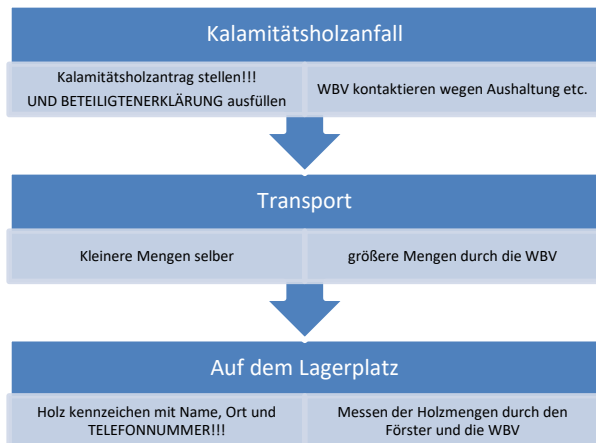 Kalamitätsholzanfall
Kalamitätsholzantrag stellen!!!
UND BETEILIGTENERKLÄRUNG ausfüllen
WBV kontaktieren wegen Aushaltung etc.
Transport
Kleinere Mengen selber
größere Mengen durch die WBV
Auf dem Lagerplatz
Holz kennzeichen mit Name, Ort und
TELEFONNUMMER!!!
Messen der Holzmengen durch den
Förster und die WBV